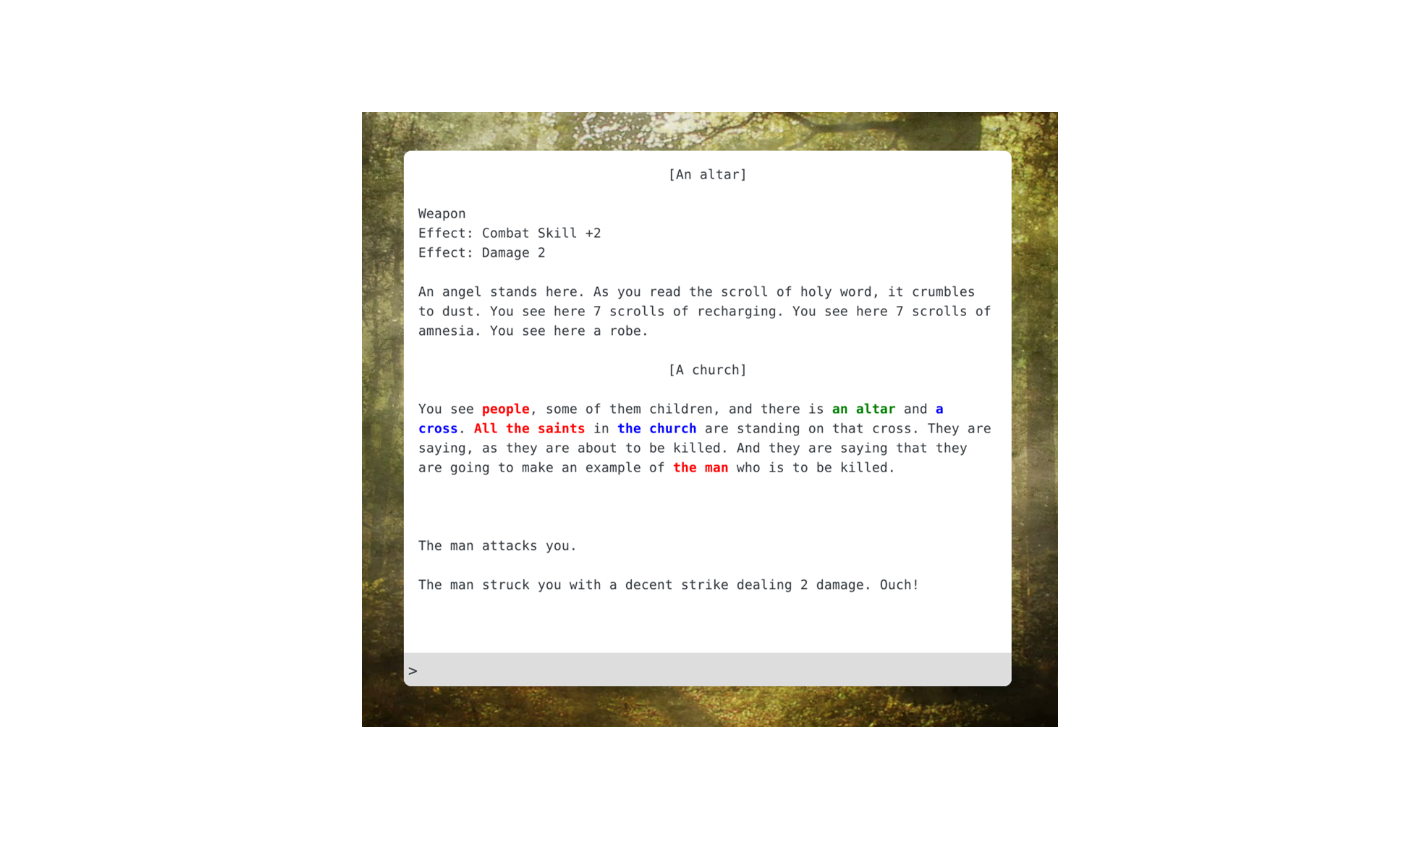 [An altar]
Weapon
Effect: Combat Skill +2
Effect: Damage 2
An angel stands here. As you read the scroll of holy word, it crumbles
to dust. You see here 7 scrolls of recharging. You see here 7 scrolls of
amnesia. You see here a robe.
[A church]
You see people, some of them children, and there is an altar and a
cross. All the saints in the church are standing on that cross. They are
saying, as they are about to be killed. And they are saying that they
are going to make an example of the man who is to be killed.
The man attacks you.
The man struck you with a decent strike dealing 2 damage. Ouch!
>